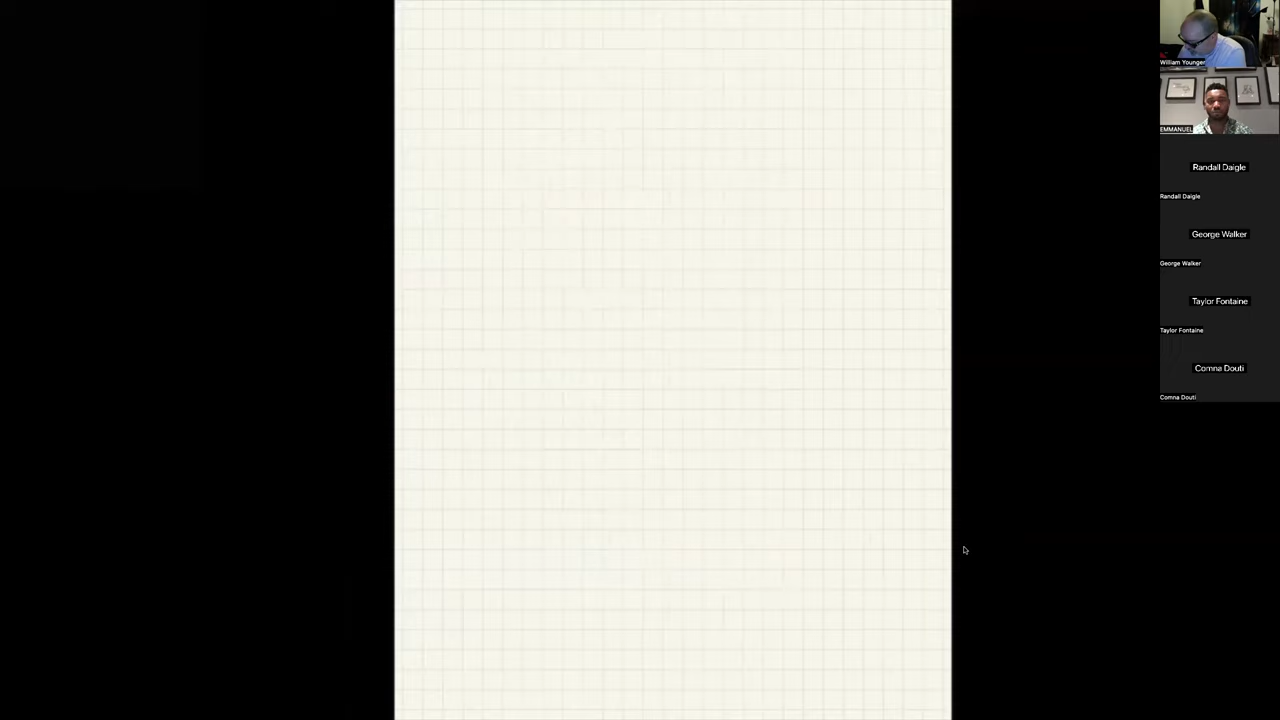 William Younger
EMMANUEL
Randall Daigle
Randall Daigle
George Walker
George Walker
Taylor Fontaine
Taylor Fontaine
Comna Douti
Comna Douti